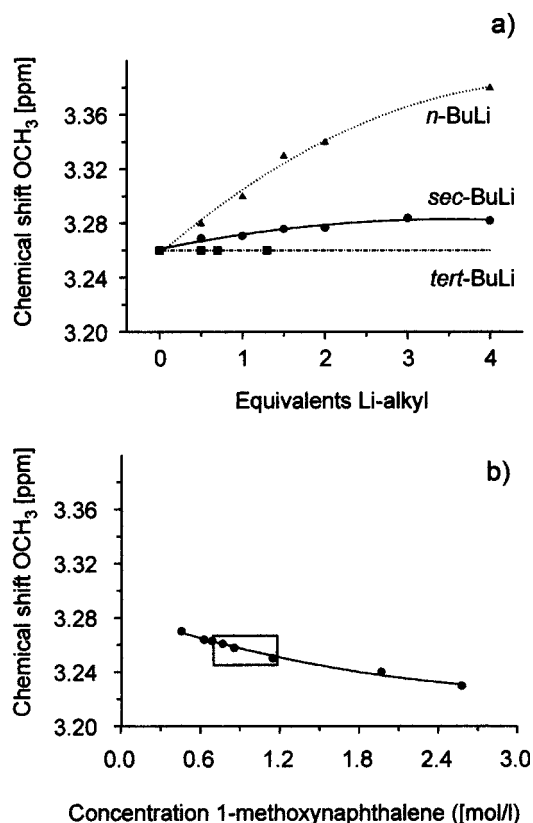 a)
Chemical shift OCH₃ [ppm]
3.36
3.32
3.28
3.24
3.20
n-BuLi
sec-BuLi
tert-BuLi
0 1 2 3 4
Equivalents Li-alkyl
b)
Chemical shift OCH₃ [ppm]
3.36
3.32
3.28
3.24
3.20
0.0 0.6 1.2 1.8 2.4 3.0
Concentration 1-methoxynaphthalene ([mol/l)